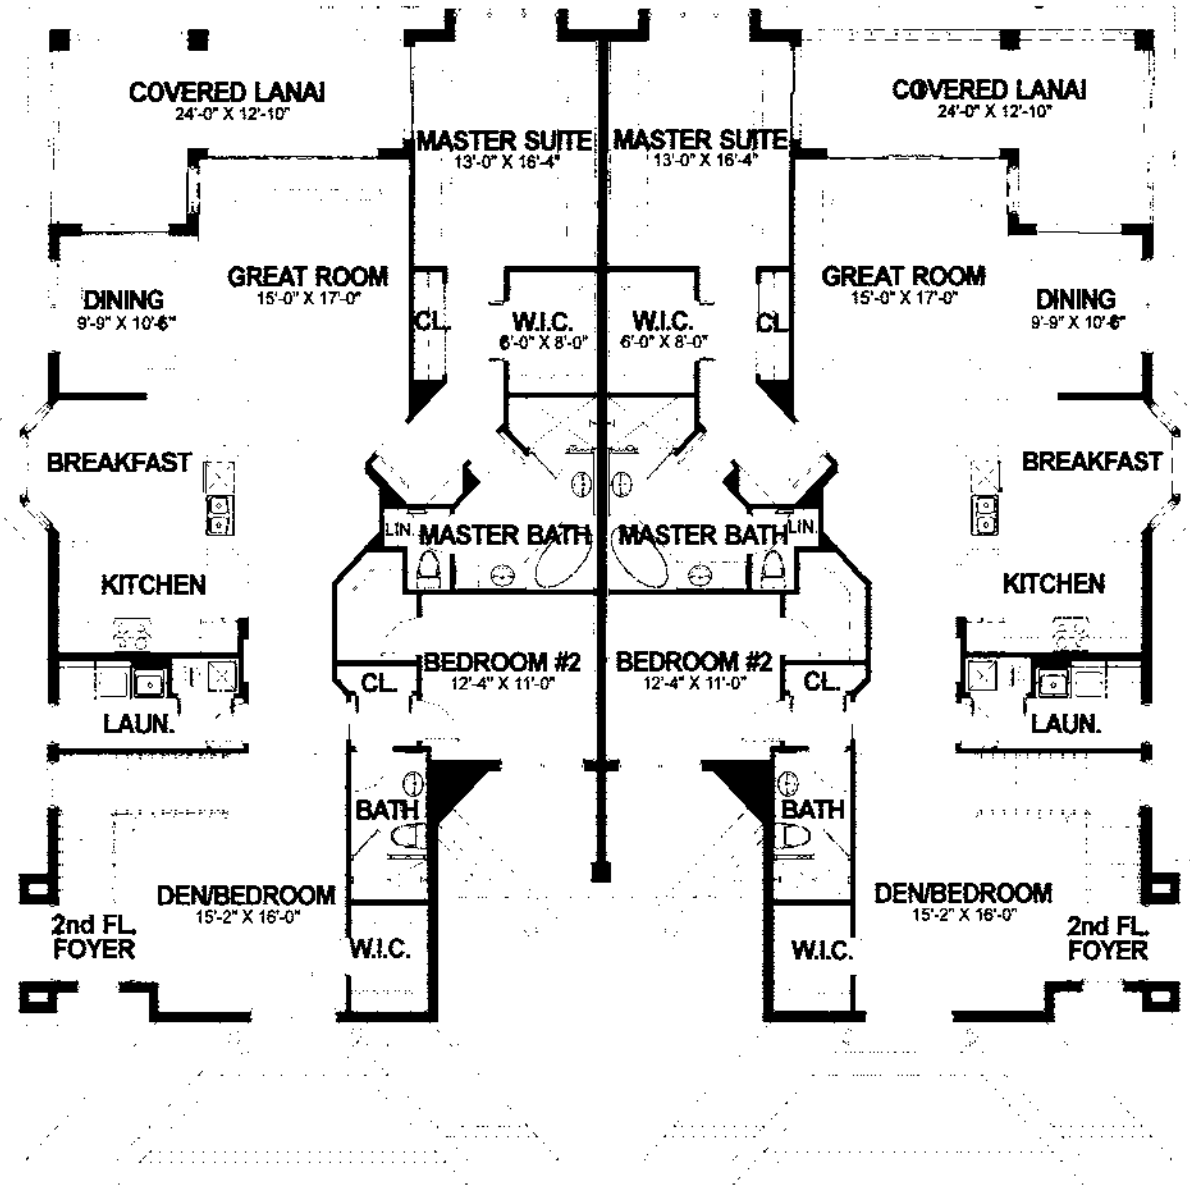 COVERED LANAI
24'-0" X 12'-10"
COVERED LANAI
24'-0" X 12'-10"
MASTER SUITE
13'-0" X 16'-4"
MASTER SUITE
13'-0" X 16'-4"
GREAT ROOM
15'-0" X 17'-0"
GREAT ROOM
15'-0" X 17'-0"
DINING
9'-9" X 10'-6"
CL.
W.I.C.
6'-0" X 8'-0"
W.I.C.
6'-0" X 8'-0"
CL
DINING
9'-9" X 10'-6"
BREAKFAST
BREAKFAST
LIN.
MASTER BATH
MASTER BATH
LIN.
KITCHEN
KITCHEN
BEDROOM #2
12'-4" X 11'-0"
BEDROOM #2
12'-4" X 11'-0"
CL.
CL.
LAUN.
LAUN.
BATH
BATH
DEN/BEDROOM
15'-2" X 16'-0"
DEN/BEDROOM
15'-2" X 16'-0"
2nd FL.
FOYER
W.I.C.
W.I.C.
2nd FL.
FOYER